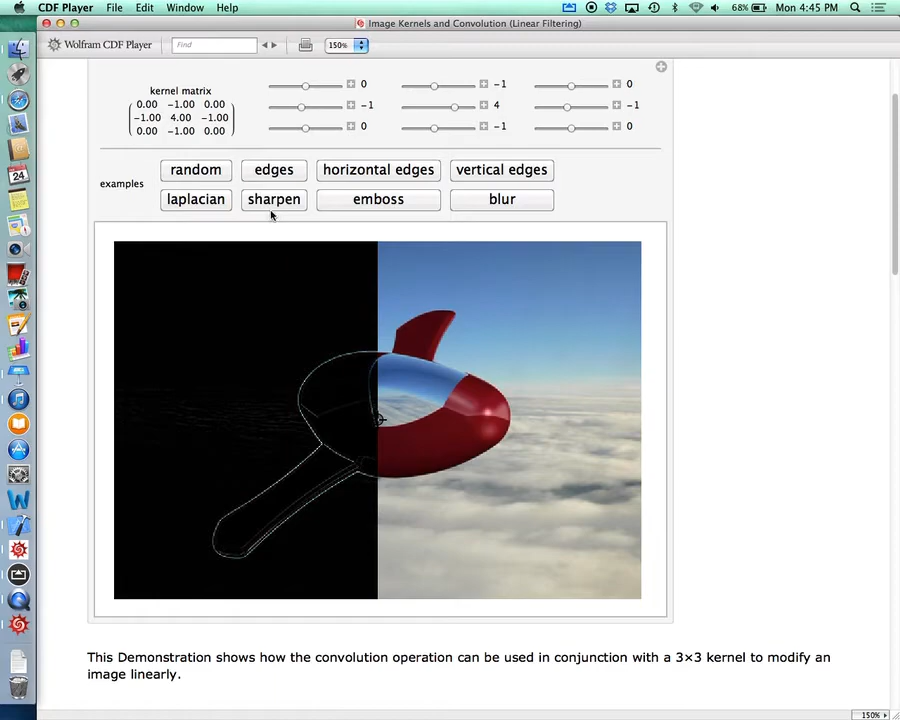 CDF Player File Edit Window Help 68% Mon 4:45 PM
Image Kernels and Convolution (Linear Filtering)
Wolfram CDF Player Find 150%
0 −1 0
kernel matrix
0.00 −1.00 0.00
−1 4 −1
−1.00 4.00 −1.00
0.00 −1.00 0.00
0 −1 0
random edges horizontal edges vertical edges
examples
laplacian sharpen emboss blur
This Demonstration shows how the convolution operation can be used in conjunction with a 3×3 kernel to modify an
image linearly.
150%